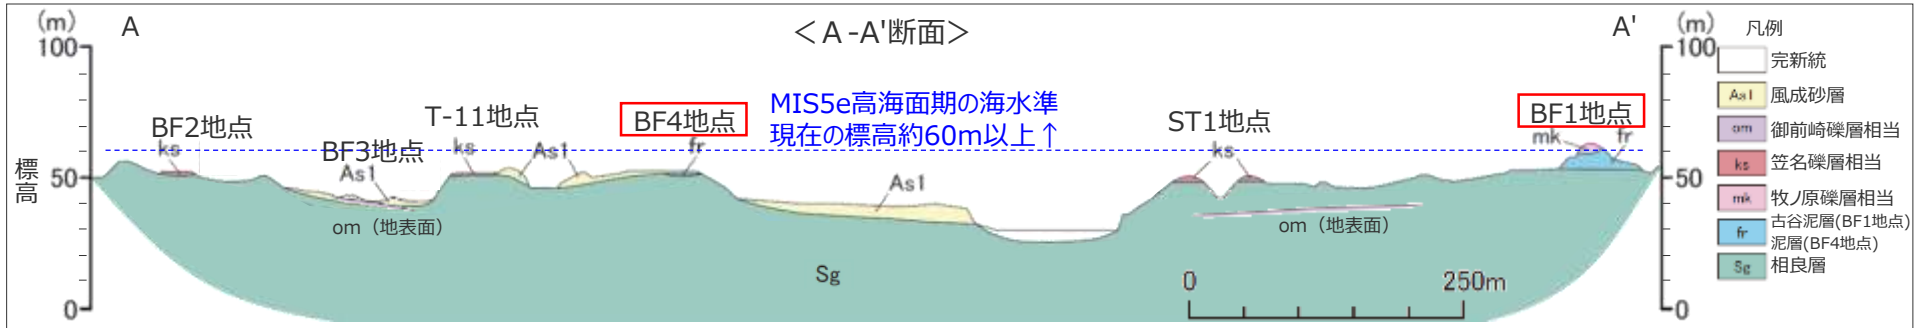 (m)
A
＜A-A'断面＞
A'
(m)
凡例
100
100
完新統
As1
風成砂層
om
御前崎礫層相当
ks
笠名礫層相当
mk
牧ノ原礫層相当
fr
古谷泥層(BF1地点)
泥層(BF4地点)
Sg
相良層
MIS5e高海面期の海水準
現在の標高約60m以上↑
BF2地点
ks
BF3地点
As1
T-11地点
ks
As1
BF4地点
fr
ST1地点
ks
BF1地点
mk
fr
標高
50
50
As1
om（地表面）
om（地表面）
Sg
0
250m
0
0